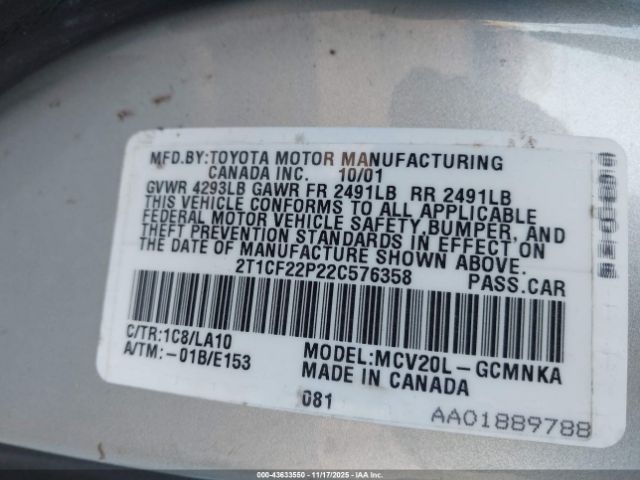 MFD.BY:TOYOTA MOTOR MANUFACTURING
CANADA INC. 10/01
GVWR 4293LB GAWR FR 2491LB RR 2491LB
THIS VEHICLE CONFORMS TO ALL APPLICABLE
FEDERAL MOTOR VEHICLE SAFETY, BUMPER, AND
THEFT PREVENTION STANDARDS IN EFFECT ON
THE DATE OF MANUFACTURE SHOWN ABOVE.
2T1CF22P22C576358 PASS.CAR
C/TR:1C8/LA10
A/TM:-01B/E153
MODEL:MCV20L-GCMNKA
MADE IN CANADA
081
AA01889788
© IAAI - 000-43633550 - 11/17/2025 - IAAI.COM